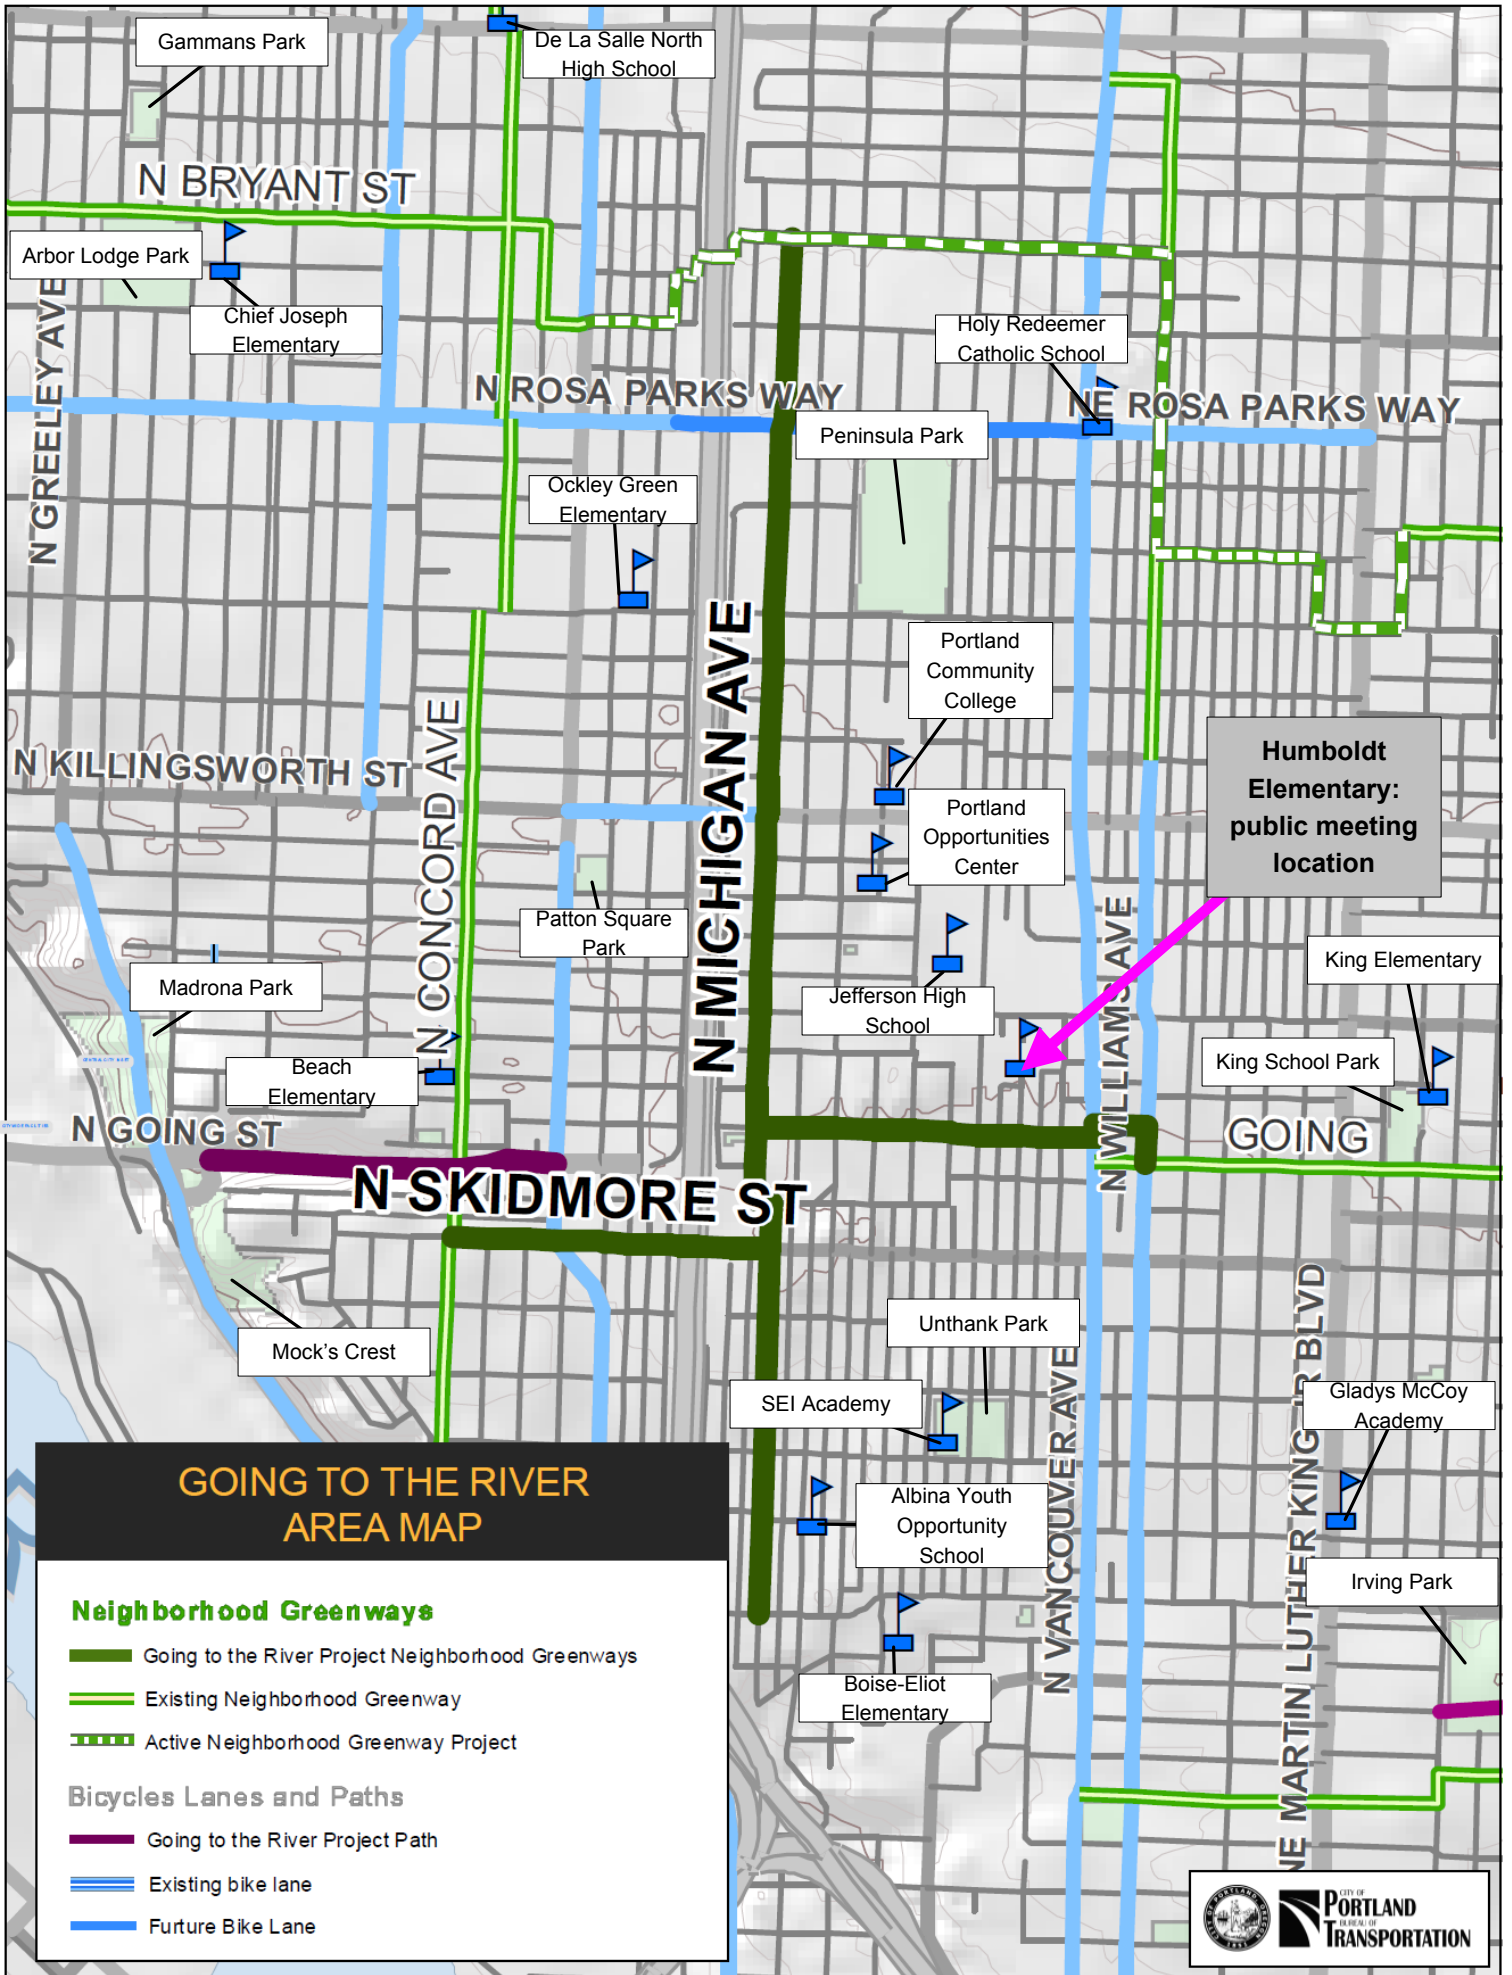 De La Salle North
High School
Gammans Park
N BRYANT ST
Arbor Lodge Park
Chief Joseph
Elementary
N GREELEY AVE
Holy Redeemer
Catholic School
N ROSA PARKS WAY
NE ROSA PARKS WAY
Peninsula Park
Ockley Green
Elementary
N MICHIGAN AVE
Portland
Community
College
N CONCORD AVE
N KILLINGSWORTH ST
Humboldt
Elementary:
public meeting
location
Portland
Opportunities
Center
Patton Square
Park
N WILLIAMS AVE
King Elementary
Madrona Park
Jefferson High
School
King School Park
Beach
Elementary
N GOING ST
GOING
N SKIDMORE ST
Unthank Park
Mock's Crest
NE MARTIN LUTHER KING JR BLVD
SEI Academy
Gladys McCoy
Academy
N VANCOUVER AVE
Albina Youth
Opportunity
School
Irving Park
Boise-Eliot
Elementary
GOING TO THE RIVER
AREA MAP
Neighborhood Greenways
Going to the River Project Neighborhood Greenways
Existing Neighborhood Greenway
Active Neighborhood Greenway Project
Bicycles Lanes and Paths
Going to the River Project Path
Existing bike lane
Furture Bike Lane
CITY OF
PORTLAND
BUREAU OF
TRANSPORTATION